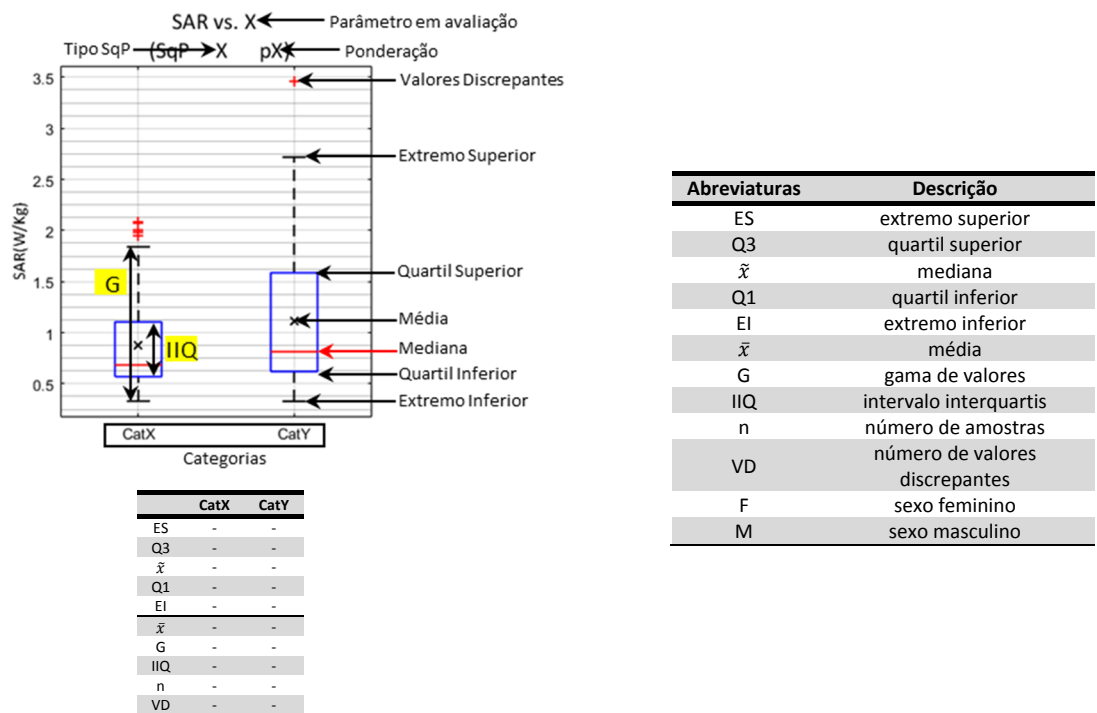 SAR vs. X Parâmetro em avaliação
Tipo SqP (SqP X pX) Ponderação
3.5
3
2.5
2
1.5
1
0.5
SAR(W/Kg)
Valores Discrepantes
Extremo Superior
Quartil Superior
Média
Mediana
Quartil Inferior
Extremo Inferior
G
IIQ
CatX CatY
Categorias
CatX CatY
ES - -
Q3 - -
x̃ - -
Q1 - -
EI - -
x̄ - -
G - -
IIQ - -
n - -
VD - -
Abreviaturas Descrição
ES extremo superior
Q3 quartil superior
x̃ mediana
Q1 quartil inferior
EI extremo inferior
x̄ média
G gama de valores
IIQ intervalo interquartis
n número de amostras
VD número de valores
discrepantes
F sexo feminino
M sexo masculino